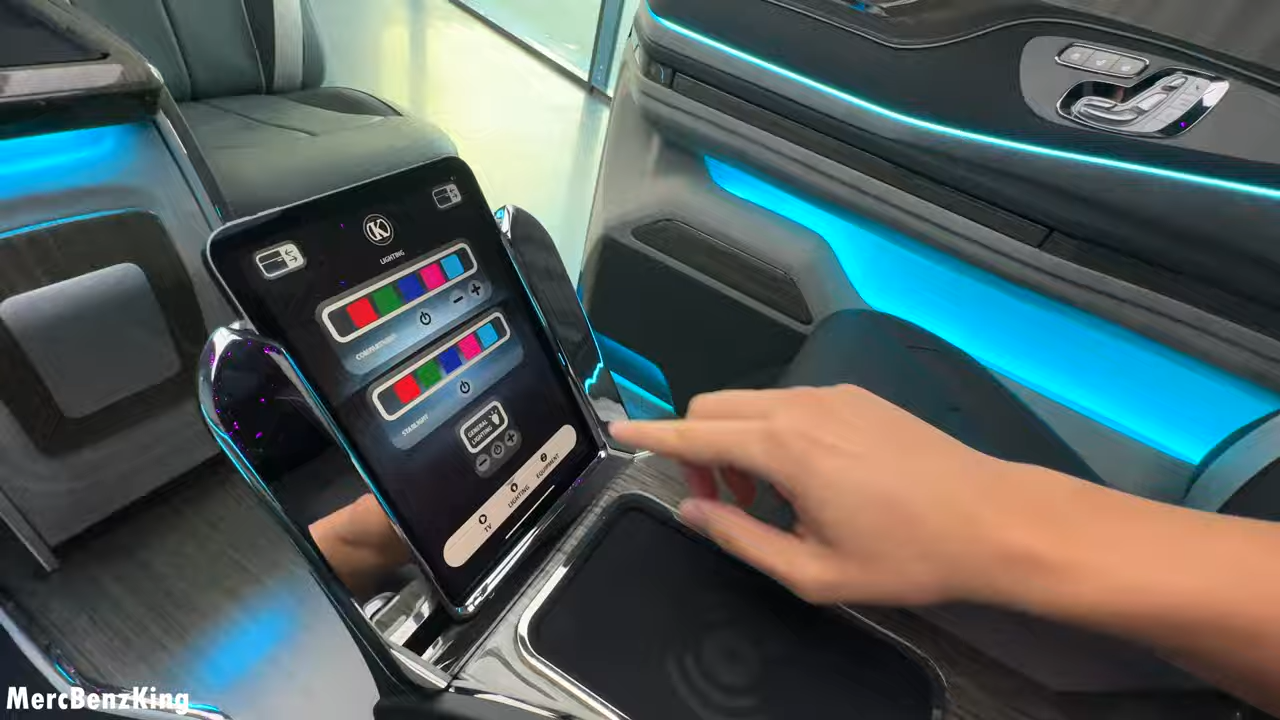 K
LIGHTING
COMPARTMENT
STARLIGHT
GENERAL
LIGHTING
TV
LIGHTING
EQUIPMENT
MercBenzKing